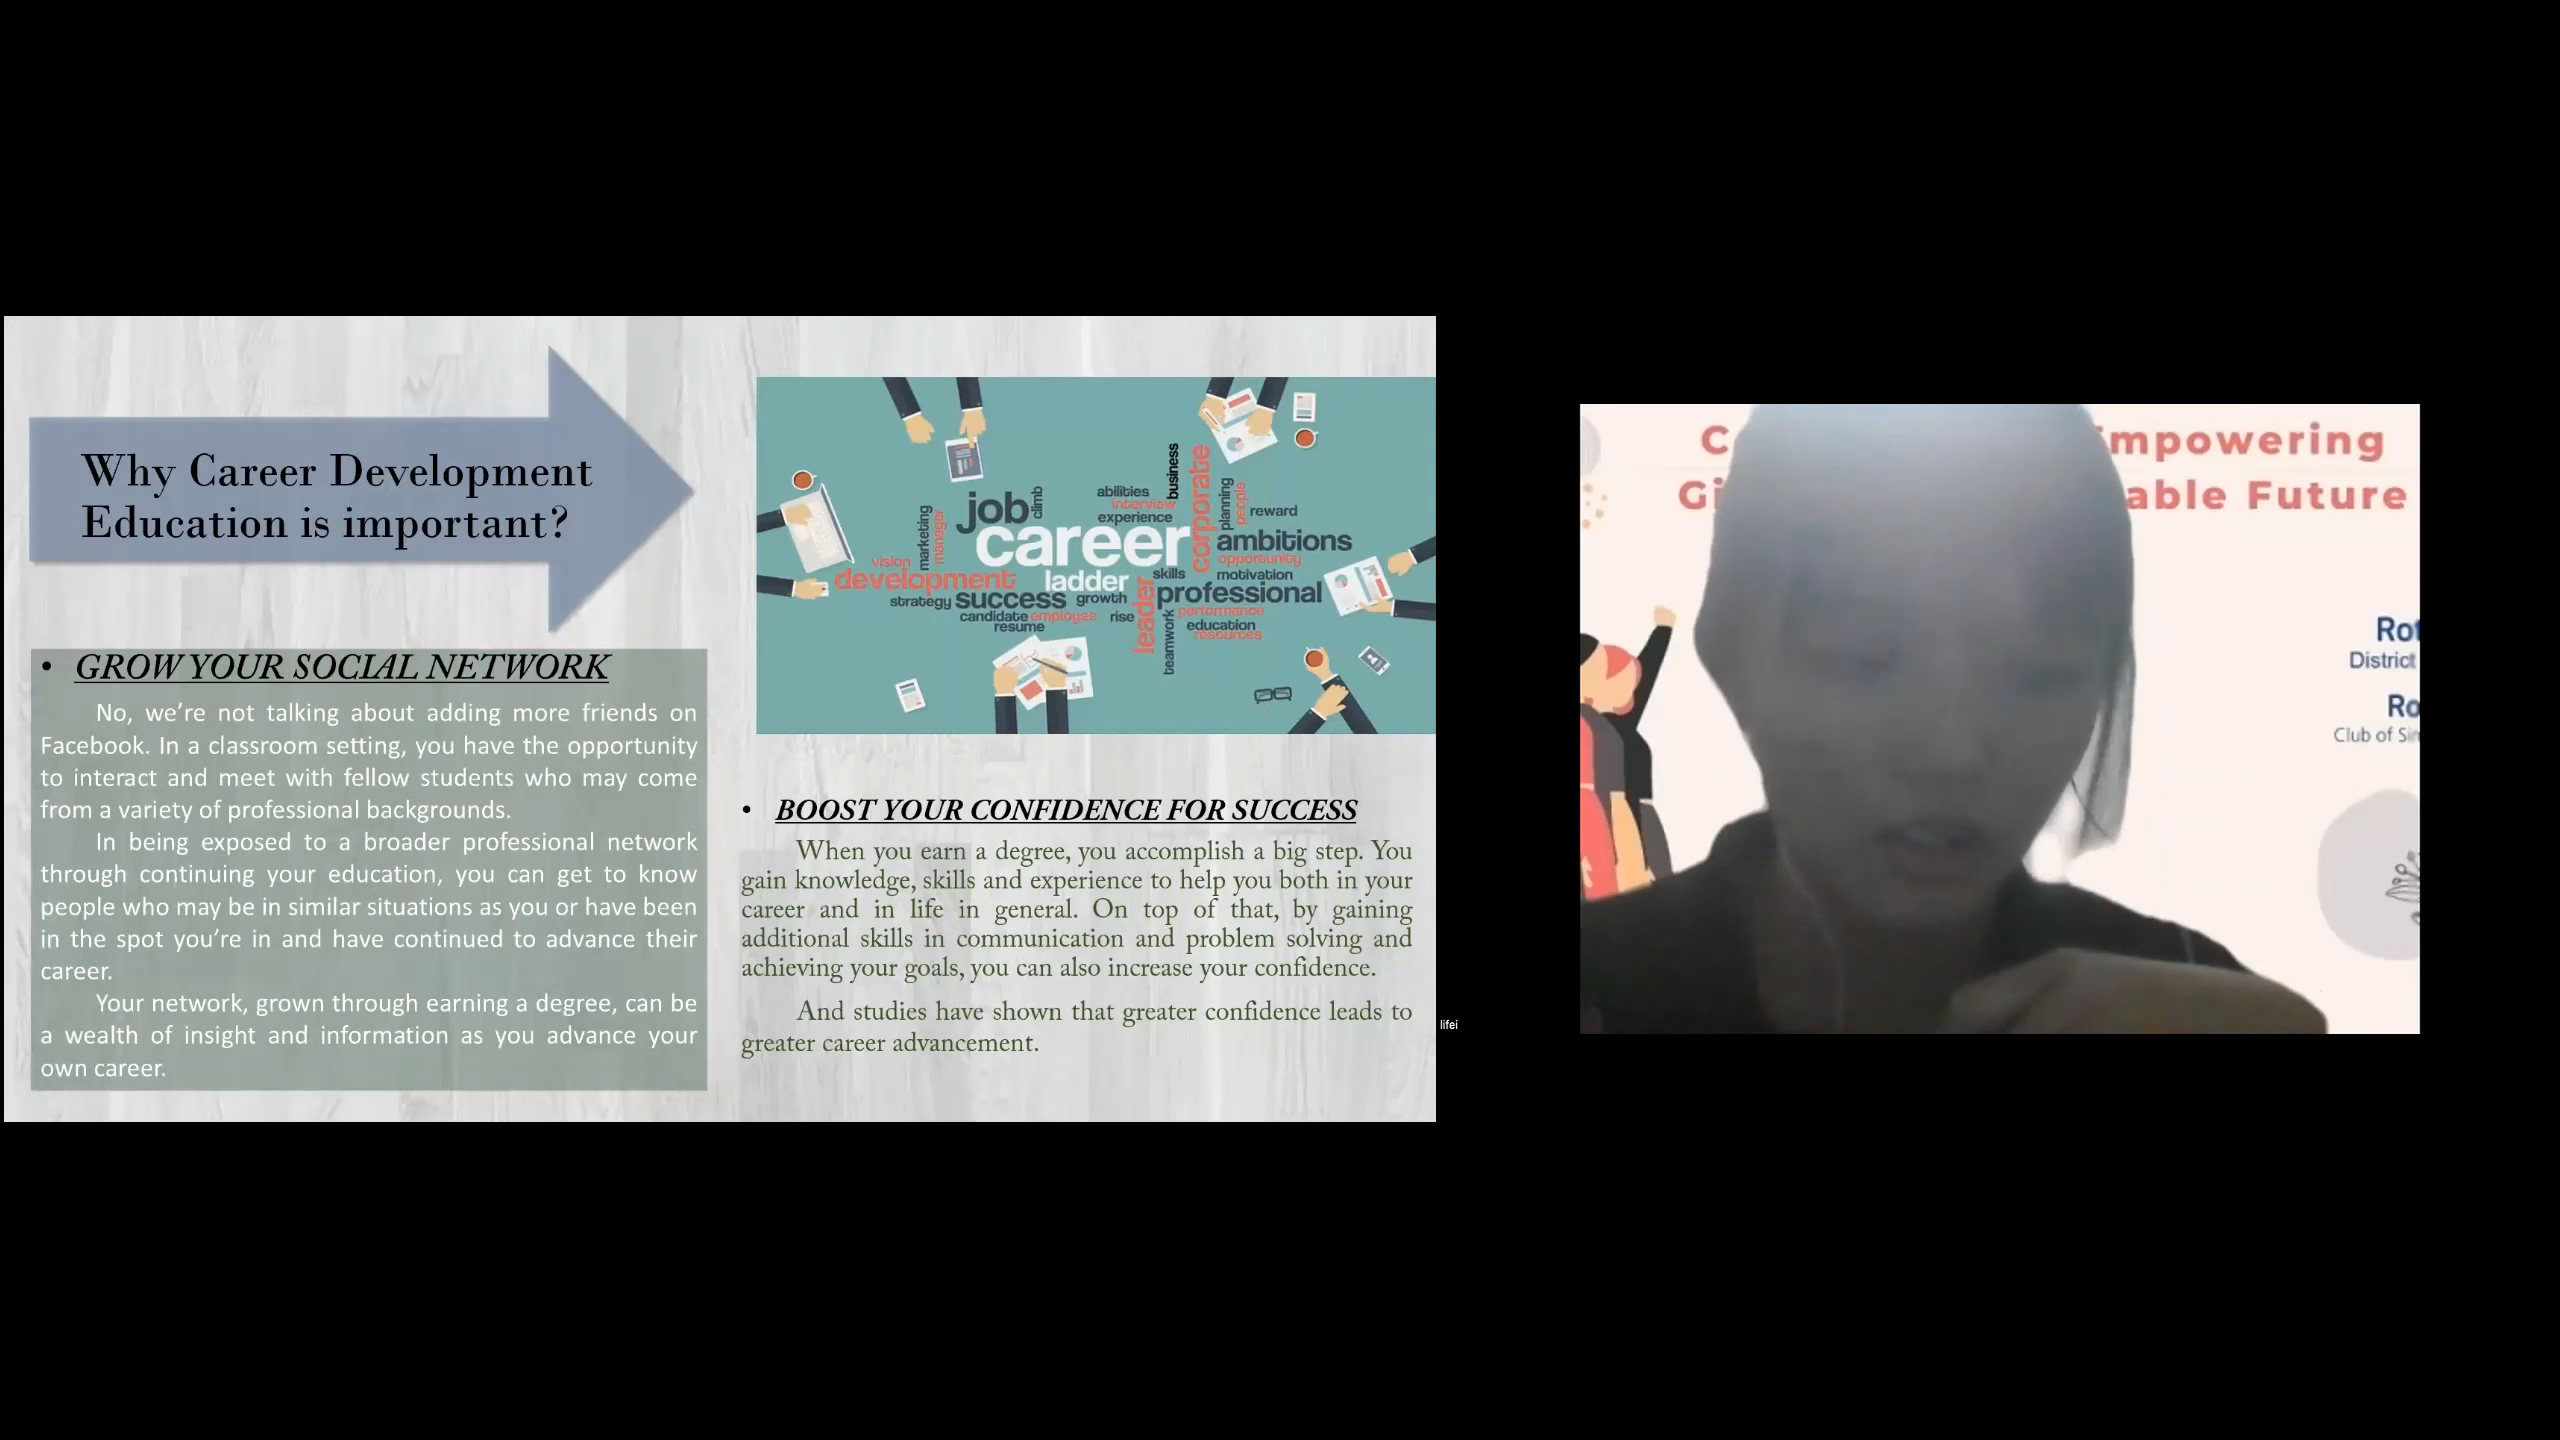 Why Career Development
Education is important?
• GROW YOUR SOCIAL NETWORK
No, we're not talking about adding more friends on
Facebook. In a classroom setting, you have the opportunity
to interact and meet with fellow students who may come
from a variety of professional backgrounds.
In being exposed to a broader professional network
through continuing your education, you can get to know
people who may be in similar situations as you or have been
in the spot you're in and have continued to advance their
career.
Your network, grown through earning a degree, can be
a wealth of insight and information as you advance your
own career.
job
climb
abilities
interview
experience
business
corporate
planning
people
reward
marketing
manager
career
ambitions
vision
opportunity
development
ladder
skills
motivation
strategy
success
growth
leader
professional
candidate
employee
rise
performance
resume
teamwork
education
resources
• BOOST YOUR CONFIDENCE FOR SUCCESS
When you earn a degree, you accomplish a big step. You
gain knowledge, skills and experience to help you both in your
career and in life in general. On top of that, by gaining
additional skills in communication and problem solving and
achieving your goals, you can also increase your confidence.
And studies have shown that greater confidence leads to
greater career advancement.
lifei
C mpowering
Gi able Future
Rot
District
Ro
Club of Sin